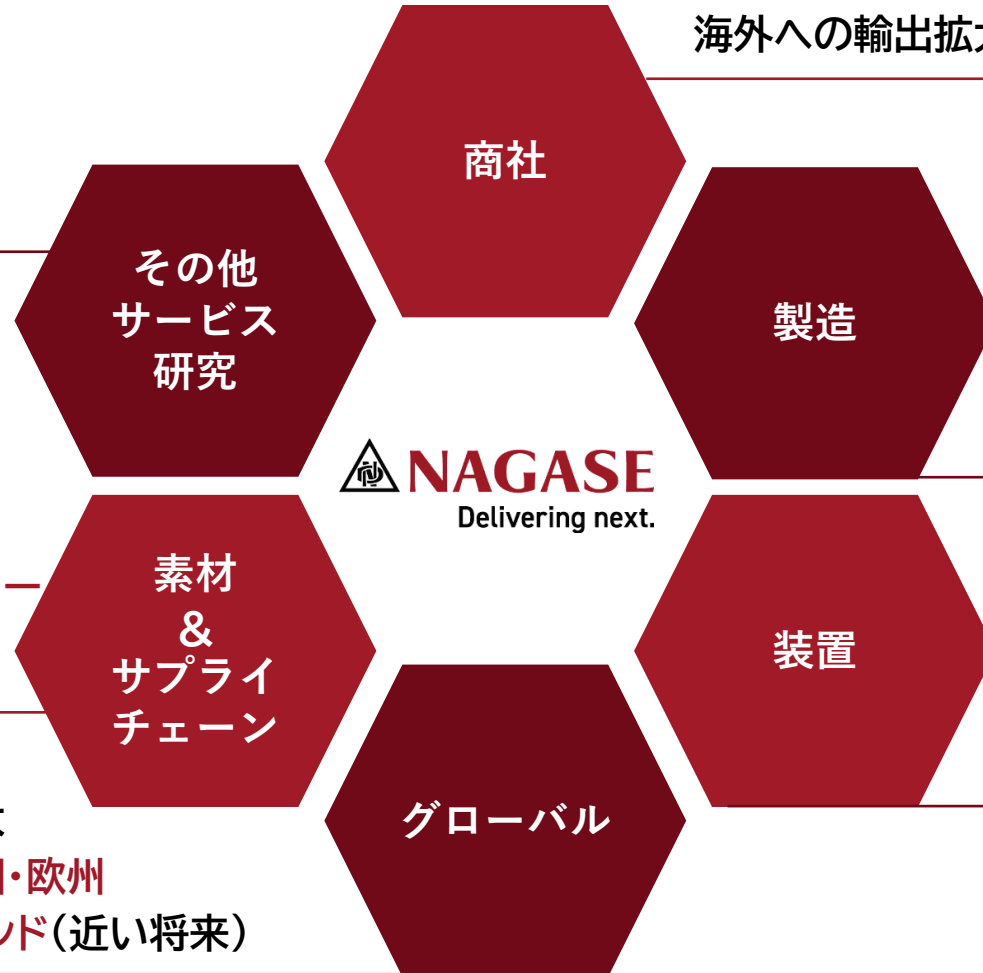 海外への輸出拡
商社
その他
サービス
研究
製造
NAGASE
Delivering next.
素材
&
サプライ
チェーン
装置
グローバル
・欧州
ンド(近い将来)